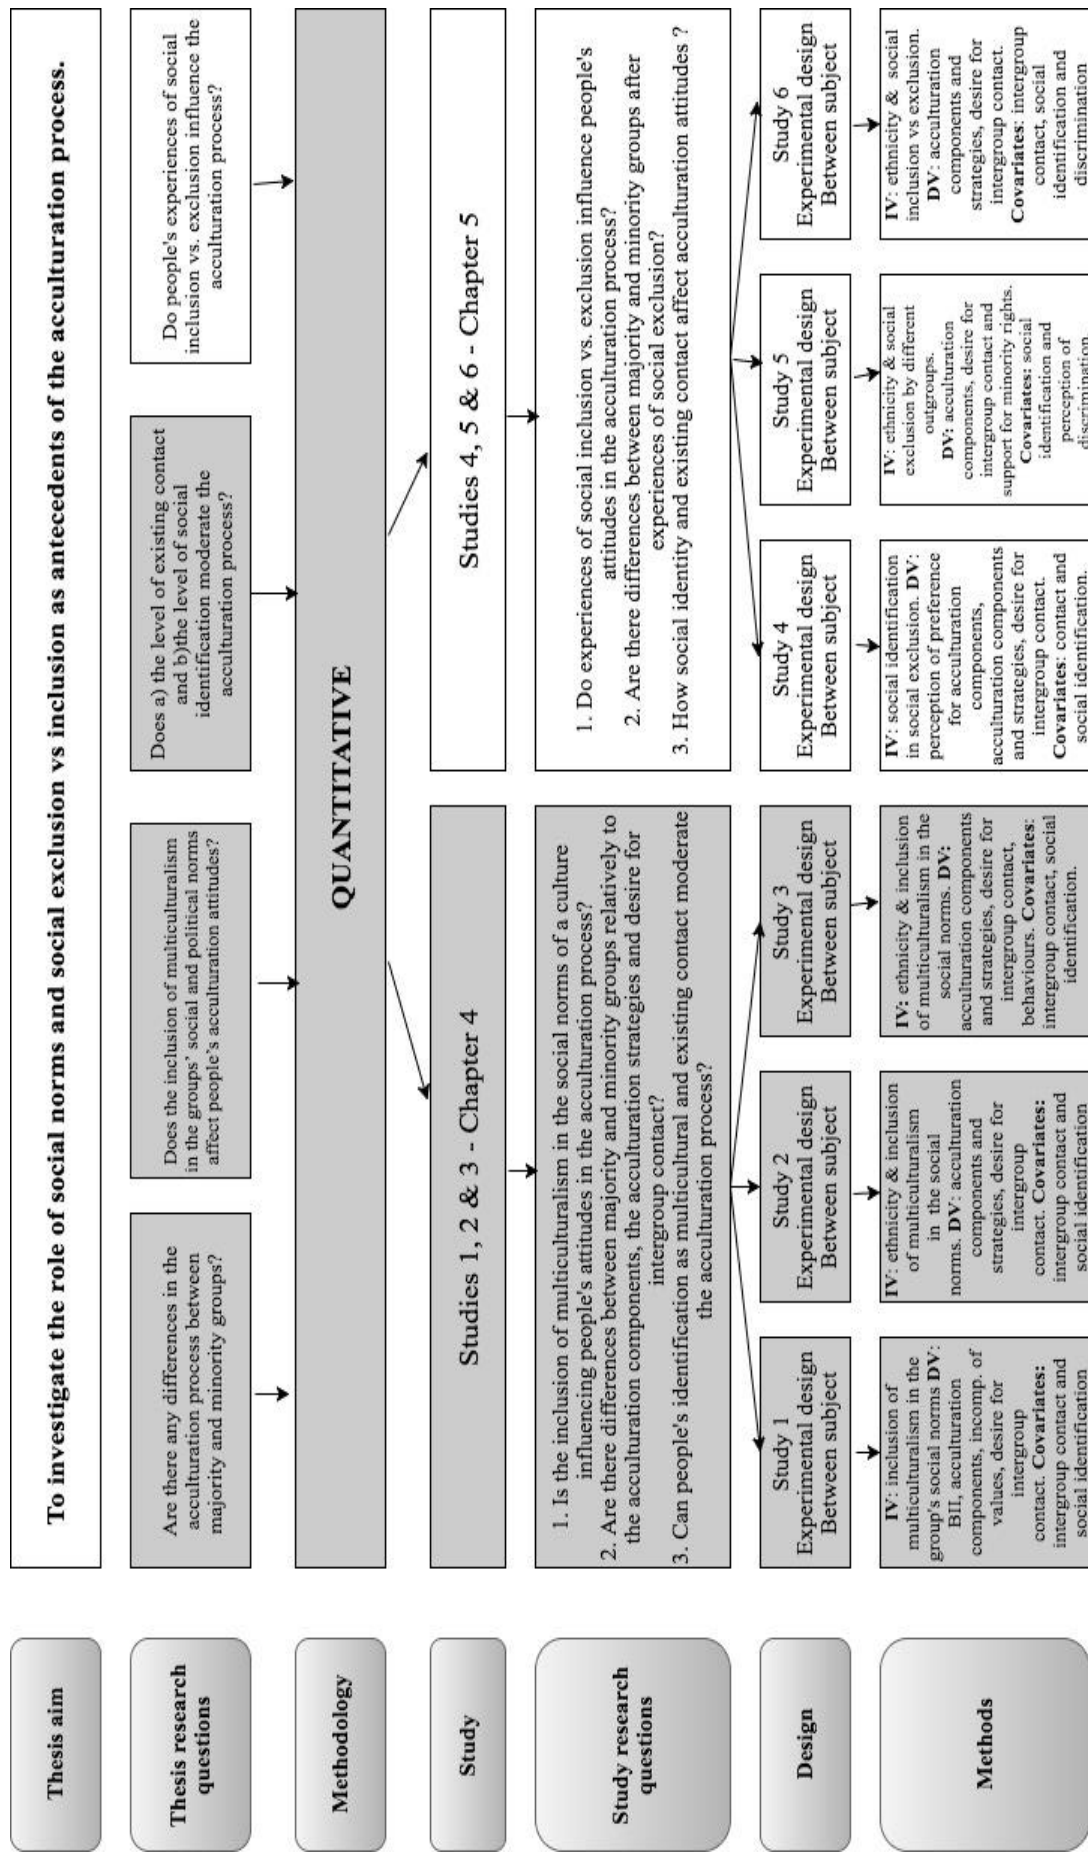 Thesis aim
To investigate the role of social norms and social exclusion vs inclusion as antecedents of the acculturation process.
Thesis research
questions
Are there any differences in the
acculturation process between
majority and minority groups?
Does the inclusion of multiculturalism
in the groups' social and political norms
affect people's acculturation attitudes?
Does a) the level of existing contact
and b)the level of social
identification moderate the
acculturation process?
Do people's experiences of social
inclusion vs. exclusion influence the
acculturation process?
Methodology
QUANTITATIVE
Study
Studies 1, 2 & 3 - Chapter 4
Studies 4, 5 & 6 - Chapter 5
Study research
questions
1. Is the inclusion of multiculturalism in the social norms of a culture
influencing people's attitudes in the acculturation process?
2. Are there differences between majority and minority groups relatively to
the acculturation components, the acculturation strategies and desire for
intergroup contact?
3. Can people's identification as multicultural and existing contact moderate
the acculturation process?
1. Do experiences of social inclusion vs. exclusion influence people's
attitudes in the acculturation process?
2. Are there differences between majority and minority groups after
experiences of social exclusion?
3. How social identity and existing contact affect acculturation attitudes ?
Design
Study 1
Experimental design
Between subject
Study 2
Experimental design
Between subject
Study 3
Experimental design
Between subject
Study 4
Experimental design
Between subject
Study 5
Experimental design
Between subject
Study 6
Experimental design
Between subject
Methods
IV: inclusion of
multiculturalism in the
group's social norms DV:
BII, acculturation
components, incomp. of
values, desire for
intergroup
contact. Covariates:
intergroup contact and
social identification
IV: ethnicity & inclusion
of multiculturalism
in the social
norms. DV: acculturation
components and
strategies, desire for
intergroup
contact. Covariates:
intergroup contact and
social identification
IV: ethnicity & inclusion
of multiculturalism in the
social norms. DV:
acculturation components
and strategies, desire for
intergroup contact,
behaviours. Covariates:
intergroup contact, social
identification.
IV: social identification
in social exclusion. DV:
perception of preference
for acculturation
components,
acculturation components
and strategies, desire for
intergroup contact.
Covariates: contact and
social identification.
IV: ethnicity & social
exclusion by different
outgroups.
DV: acculturation
components, desire for
intergroup contact and
support for minority rights.
Covariates: social
identification and
perception of
discrimination
IV: ethnicity & social
inclusion vs exclusion.
DV: acculturation
components and
strategies, desire for
intergroup contact.
Covariates: intergroup
contact, social
identification and
discrimination